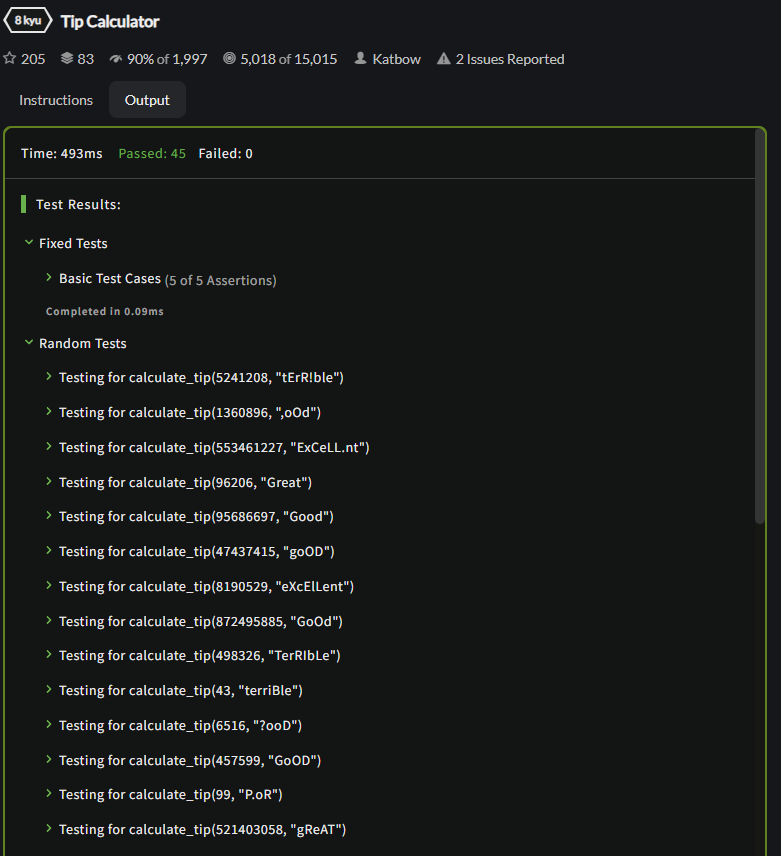 8 kyu Tip Calculator
205 83 90% of 1,997 5,018 of 15,015 Katbow 2 Issues Reported
Instructions Output
Time: 493ms Passed: 45 Failed: 0
Test Results:
Fixed Tests
Basic Test Cases (5 of 5 Assertions)
Completed in 0.09ms
Random Tests
Testing for calculate_tip(5241208, "tErR!ble")
Testing for calculate_tip(1360896, ",oOd")
Testing for calculate_tip(553461227, "ExCeLL.nt")
Testing for calculate_tip(96206, "Great")
Testing for calculate_tip(95686697, "Good")
Testing for calculate_tip(47437415, "goOD")
Testing for calculate_tip(8190529, "eXcElLent")
Testing for calculate_tip(872495885, "GoOd")
Testing for calculate_tip(498326, "TerRIbLe")
Testing for calculate_tip(43, "terriBle")
Testing for calculate_tip(6516, "?ooD")
Testing for calculate_tip(457599, "GoOD")
Testing for calculate_tip(99, "P.oR")
Testing for calculate_tip(521403058, "gReAT")